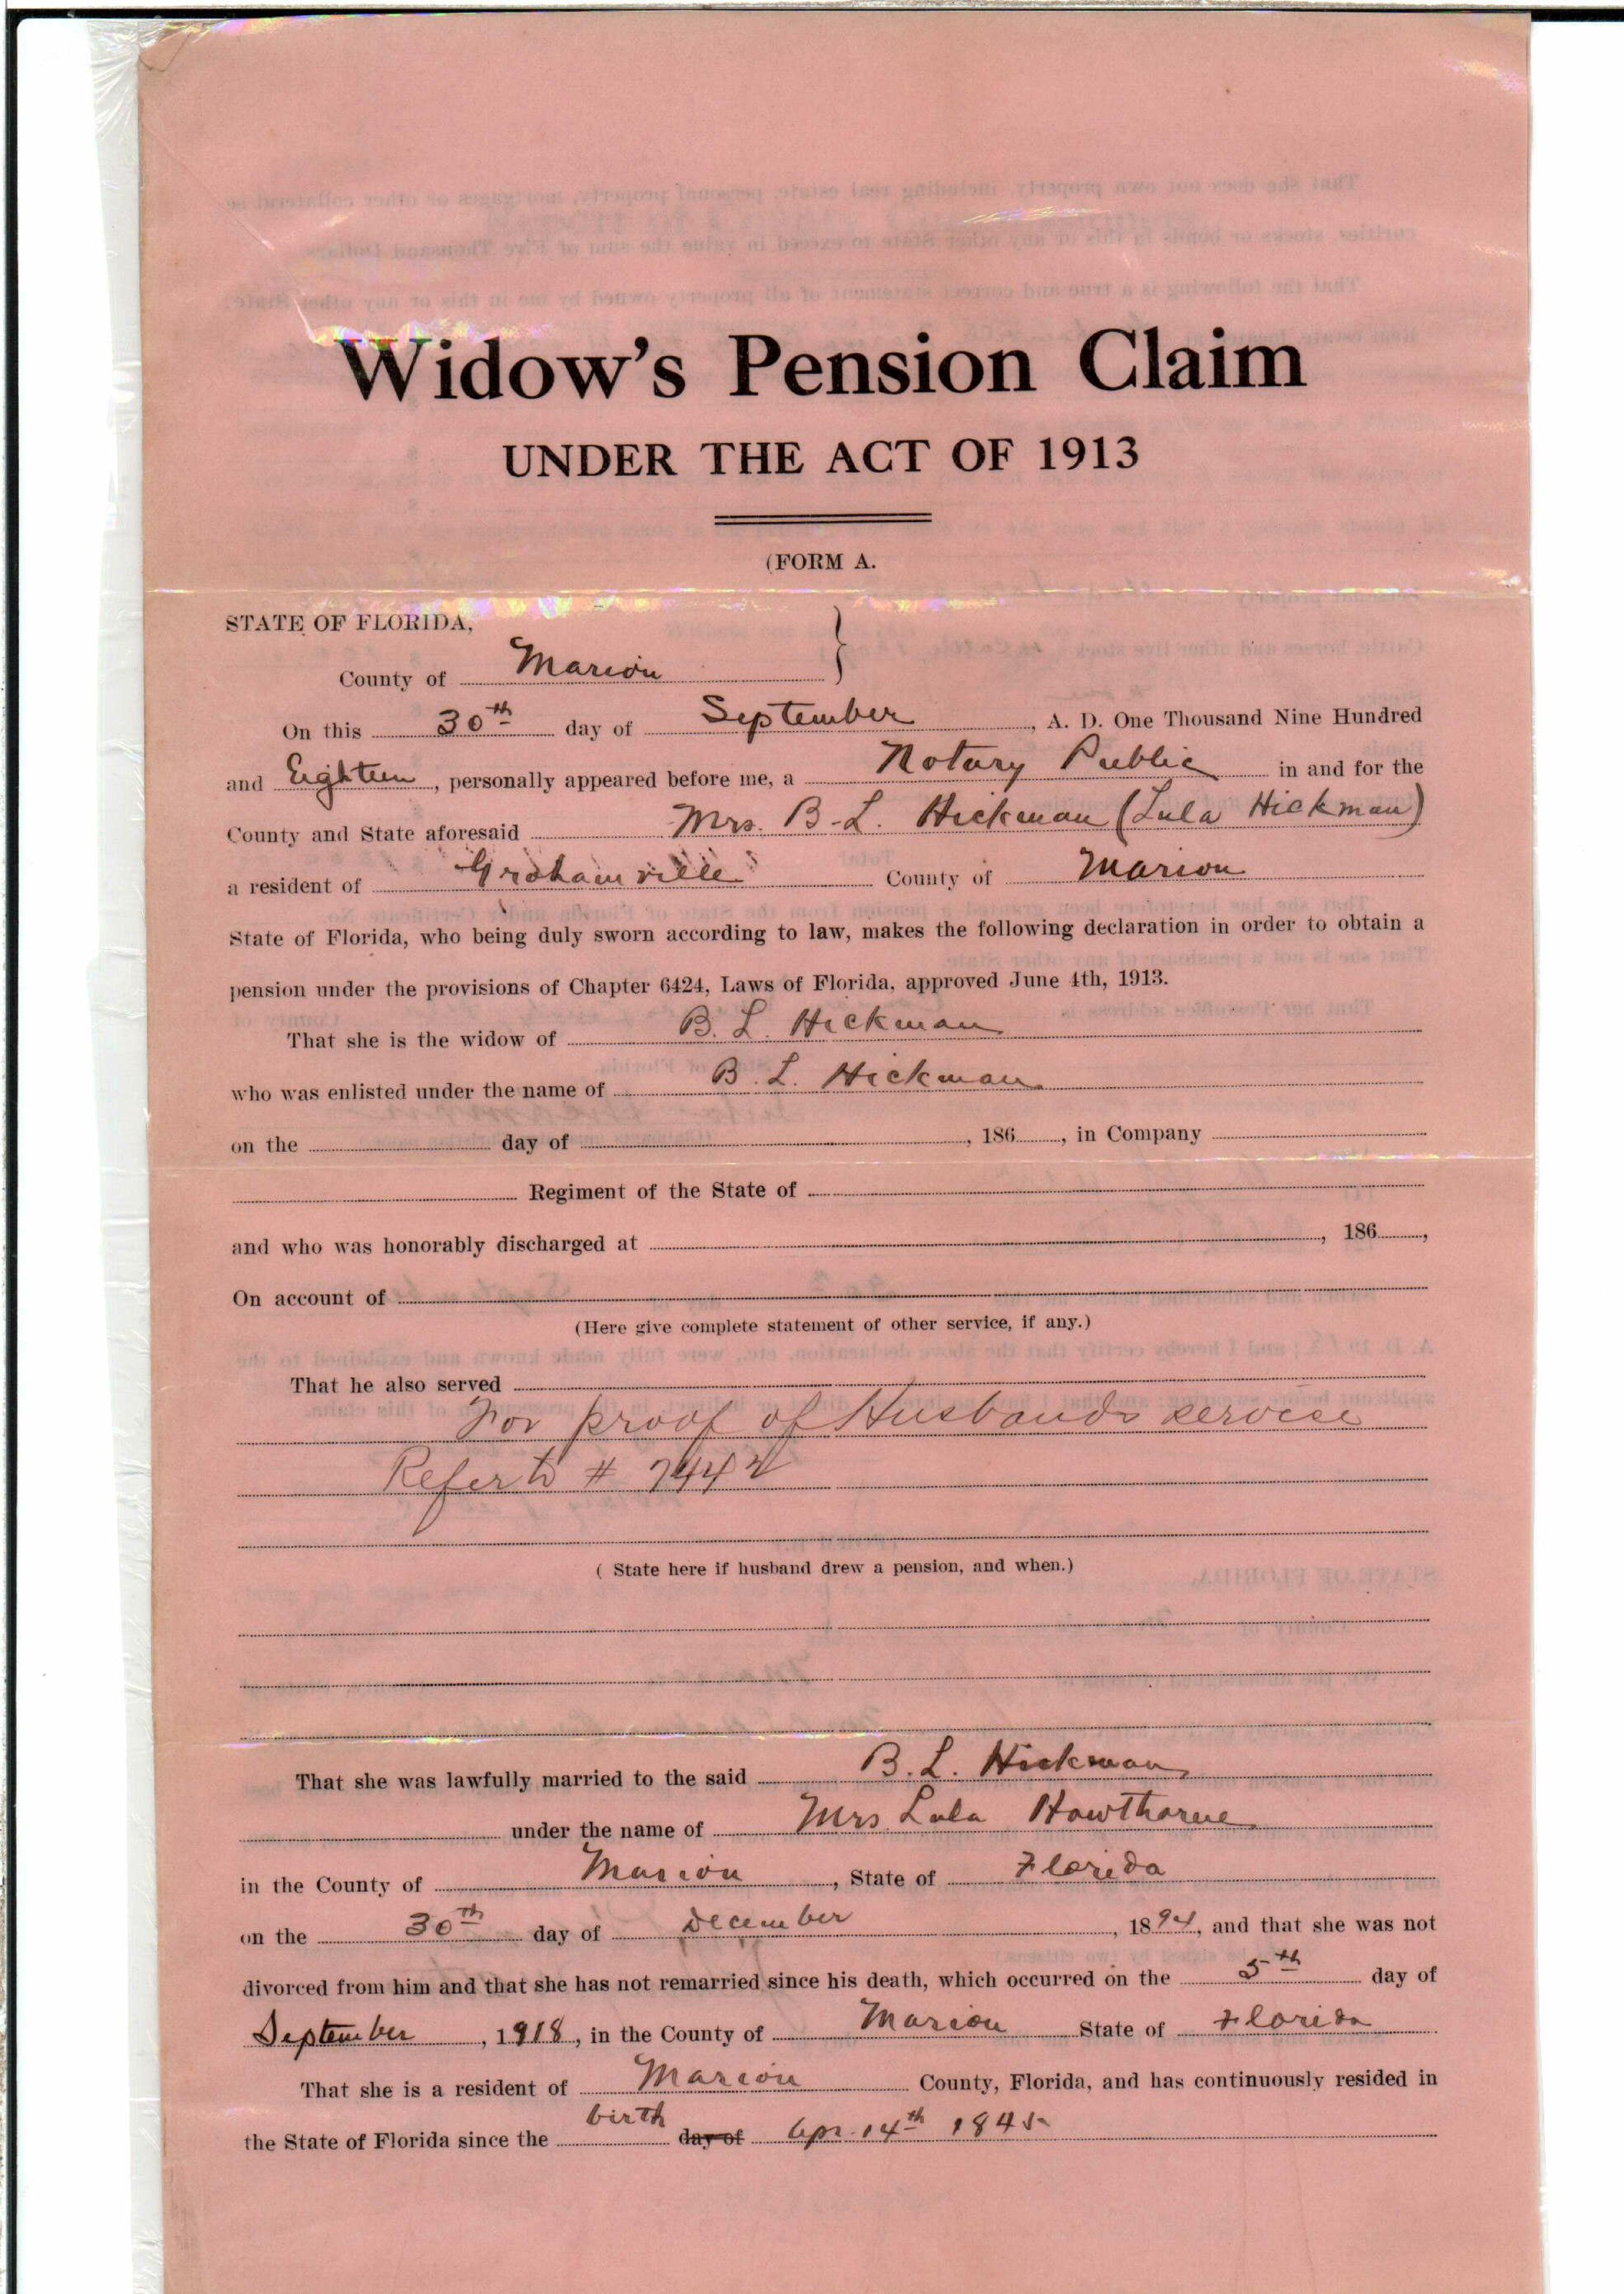 Widow's Pension Claim
UNDER THE ACT OF 1913
(FORM A.
STATE OF FLORIDA,
County of Marion
On this 30th day of September, A. D. One Thousand Nine Hundred
and Eighteen, personally appeared before me, a Notary Public in and for the
County and State aforesaid Mrs. B-L. Hickman (Lula Hickman)
a resident of Grahamville County of Marion
State of Florida, who being duly sworn according to law, makes the following declaration in order to obtain a
pension under the provisions of Chapter 6424, Laws of Florida, approved June 4th, 1913.
That she is the widow of B. L. Hickman
who was enlisted under the name of B. L. Hickman
on the day of , 186 , in Company
Regiment of the State of
and who was honorably discharged at , 186 ,
On account of
(Here give complete statement of other service, if any.)
That he also served
For proof of Husbands service
Refer to # 7442
( State here if husband drew a pension, and when.)
That she was lawfully married to the said B. L. Hickman
under the name of Mrs Lula Hawthorne
in the County of Marion, State of Florida
on the 30th day of December, 1894, and that she was not
divorced from him and that she has not remarried since his death, which occurred on the 5th day of
September, 1918, in the County of Marion State of Florida
That she is a resident of Marion County, Florida, and has continuously resided in
the State of Florida since the birth day of Apr. 14th 1845